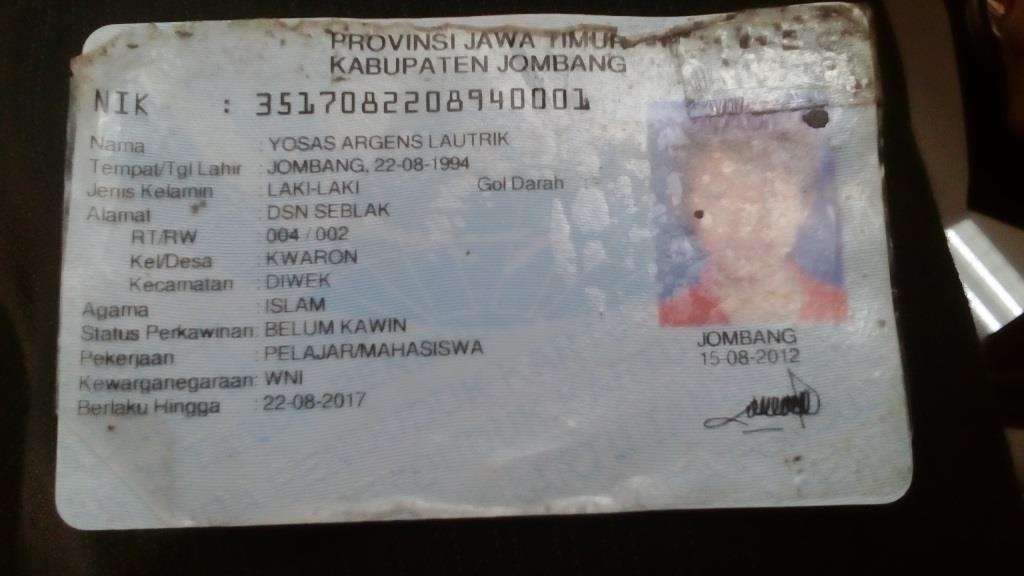 PROVINSI JAWA TIMUR
KABUPATEN JOMBANG
NIK : 3517082208940001
Nama : YOSAS ARGENS LAUTRIK
Tempat/Tgl Lahir : JOMBANG, 22-08-1994
Jenis Kelamin : LAKI-LAKI Gol Darah :
Alamat : DSN SEBLAK
RT/RW : 004 / 002
Kel/Desa : KWARON
Kecamatan : DIWEK
Agama : ISLAM
Status Perkawinan : BELUM KAWIN
Pekerjaan : PELAJAR/MAHASISWA
Kewarganegaraan : WNI
Berlaku Hingga : 22-08-2017
JOMBANG
15-08-2012